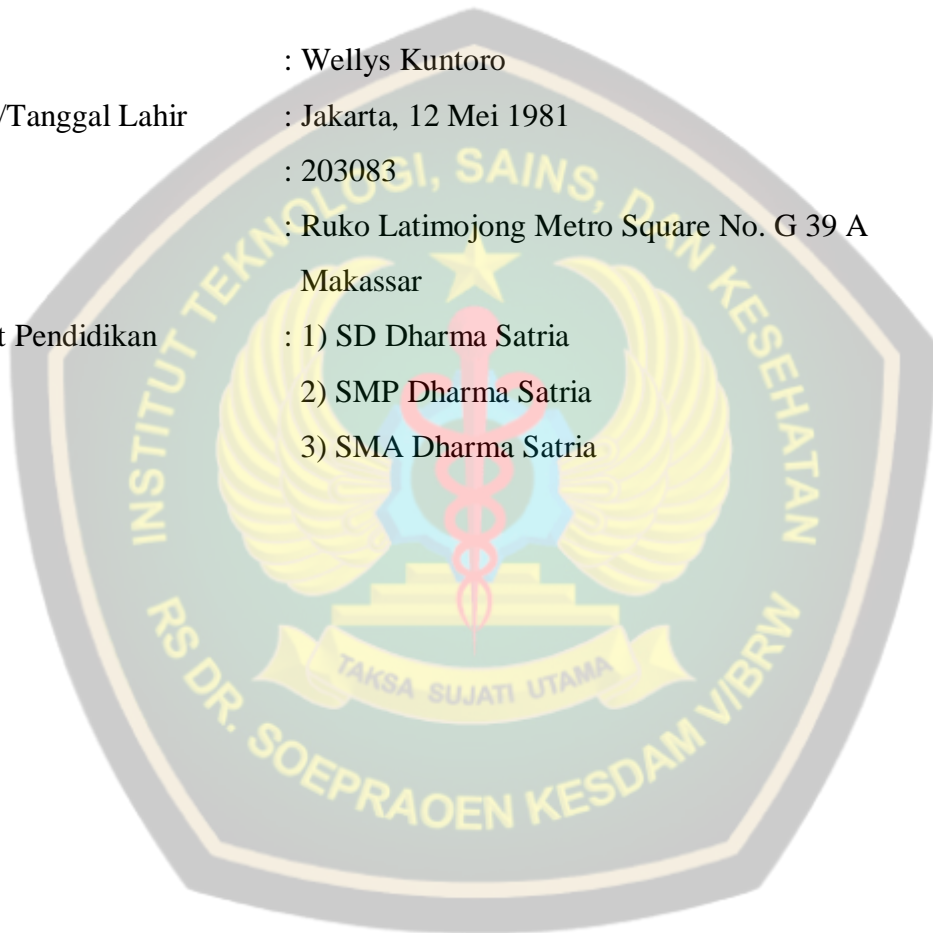 : Wellys Kuntoro
/Tanggal Lahir : Jakarta, 12 Mei 1981
: 203083
: Ruko Latimojong Metro Square No. G 39 A
Makassar
t Pendidikan : 1) SD Dharma Satria
2) SMP Dharma Satria
3) SMA Dharma Satria
INSTITUT TEKNOLOGI, SAINS, DAN KESEHATAN
TAKSA SUJATI UTAMA
RS DR. SOEPRAOEN KESDAM V/BRW